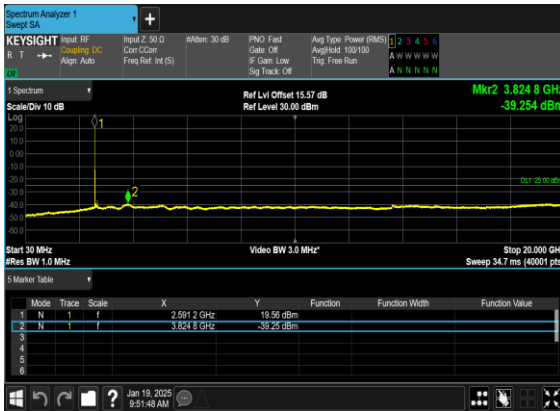 Spectrum Analyzer 1
Swept SA
+
KEYSIGHT Input: RF Input Z: 50 Ω #Atten: 30 dB PNO: Fast Avg Type: Power (RMS) 1 2 3 4 5 6
R T Coupling: DC Corr CCorr Gate: Off Avg|Hold: 100/100 A W W W W W
Align: Auto Freq Ref: Int (S) IF Gain: Low Trig: Free Run
LXI Sig Track: Off A N N N N N
1 Spectrum Ref Lvl Offset 15.57 dB Mkr2 3.824 8 GHz
Scale/Div 10 dB Ref Level 30.00 dBm -39.254 dBm
Log
20.0
10.0
0.00
-10.0
-20.0
-30.0
-40.0
-50.0
-60.0
1
2
DL1 -25.00 dBm
Start 30 MHz Video BW 3.0 MHz* Stop 20.000 GHz
#Res BW 1.0 MHz Sweep 34.7 ms (40001 pts)
5 Marker Table
Mode Trace Scale X Y Function Function Width Function Value
1 N 1 f 2.591 2 GHz 19.56 dBm
2 N 1 f 3.824 8 GHz -39.25 dBm
3
4
5
6
? Jan 19, 2025
9:51:48 AM